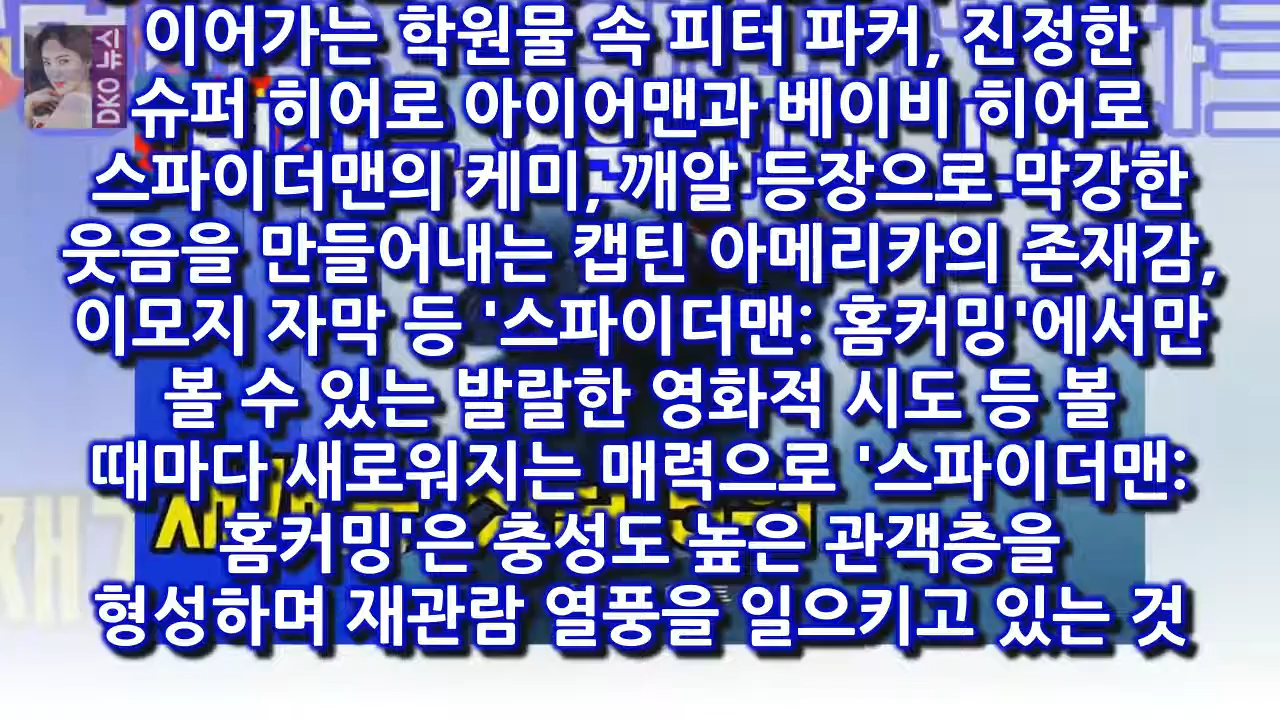 DKO 뉴스
이어가는 학원물 속 피터 파커, 진정한
슈퍼 히어로 아이어맨과 베이비 히어로
스파이더맨의 케미, 깨알 등장으로 막강한
웃음을 만들어내는 캡틴 아메리카의 존재감,
이모지 자막 등 '스파이더맨: 홈커밍'에서만
볼 수 있는 발랄한 영화적 시도 등 볼
때마다 새로워지는 매력으로 '스파이더맨:
홈커밍'은 충성도 높은 관객층을
형성하며 재관람 열풍을 일으키고 있는 것